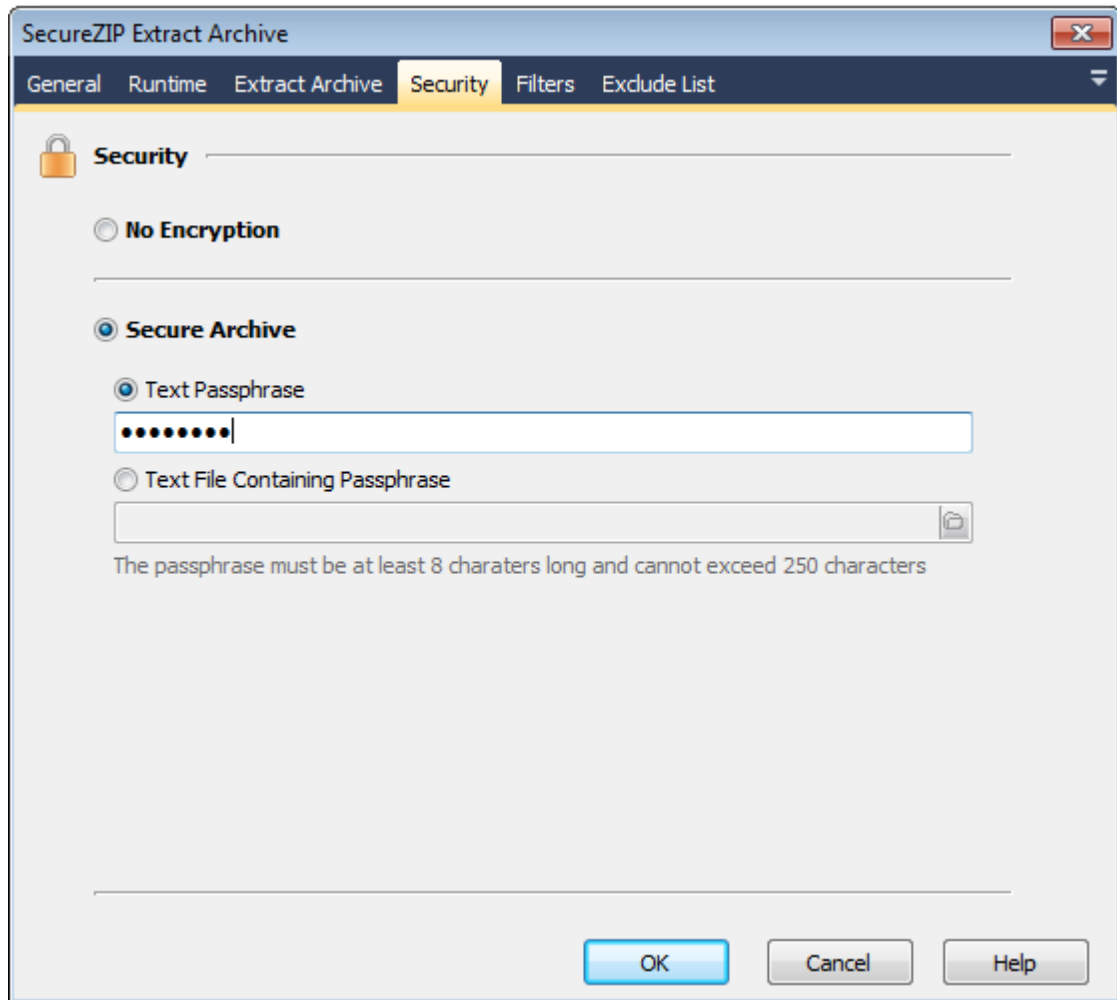 SecureZIP Extract Archive
General Runtime Extract Archive Security Filters Exclude List
Security
No Encryption
Secure Archive
Text Passphrase
••••••••
Text File Containing Passphrase
The passphrase must be at least 8 charaters long and cannot exceed 250 characters
OK Cancel Help